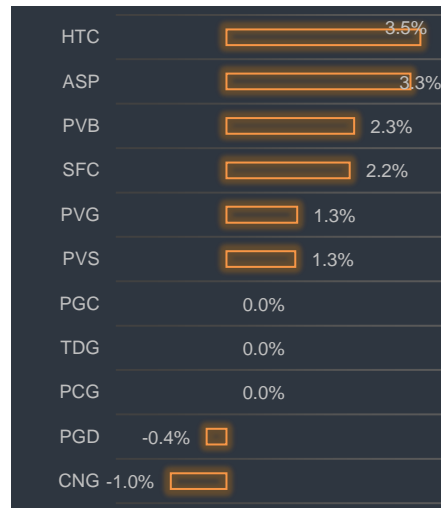 HTC 3.5%
ASP 3.3%
PVB 2.3%
SFC 2.2%
PVG 1.3%
PVS 1.3%
PGC 0.0%
TDG 0.0%
PCG 0.0%
PGD -0.4%
CNG -1.0%